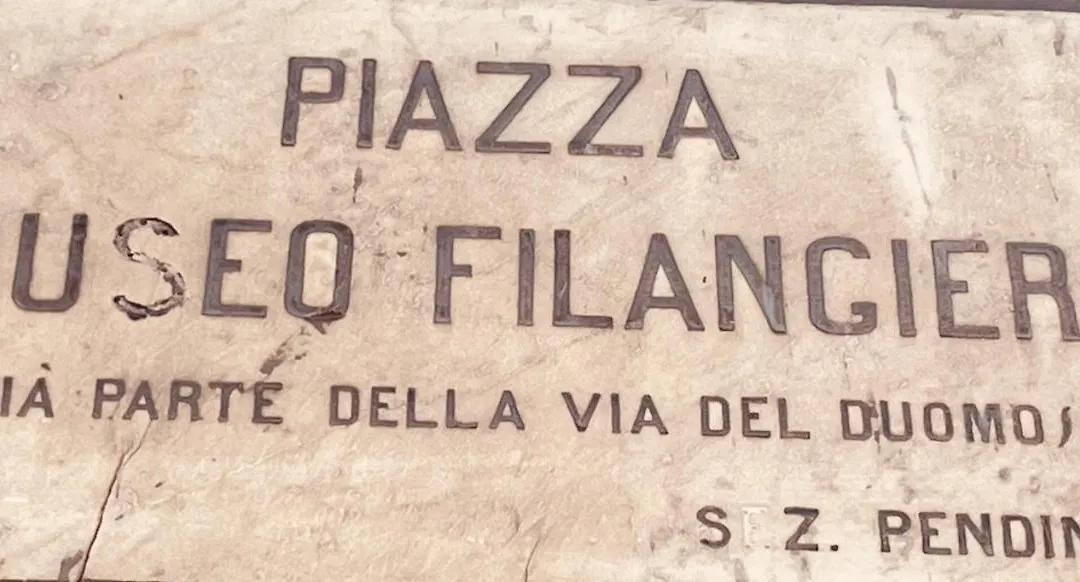 PIAZZA
USEO FILANGIER
IÀ PARTE DELLA VIA DEL DUOMO)
SEZ. PENDIN